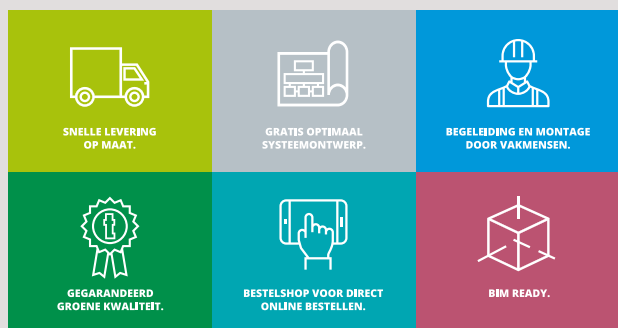 SNELLE LEVERING
OP MAAT.
GRATIS OPTIMAAL
SYSTEEMONTWERP.
BEGELEIDING EN MONTAGE
DOOR VAKMENSEN.
GEGARANDEERD
GROENE KWALITEIT.
BESTELSHOP VOOR DIRECT
ONLINE BESTELLEN.
BIM READY.